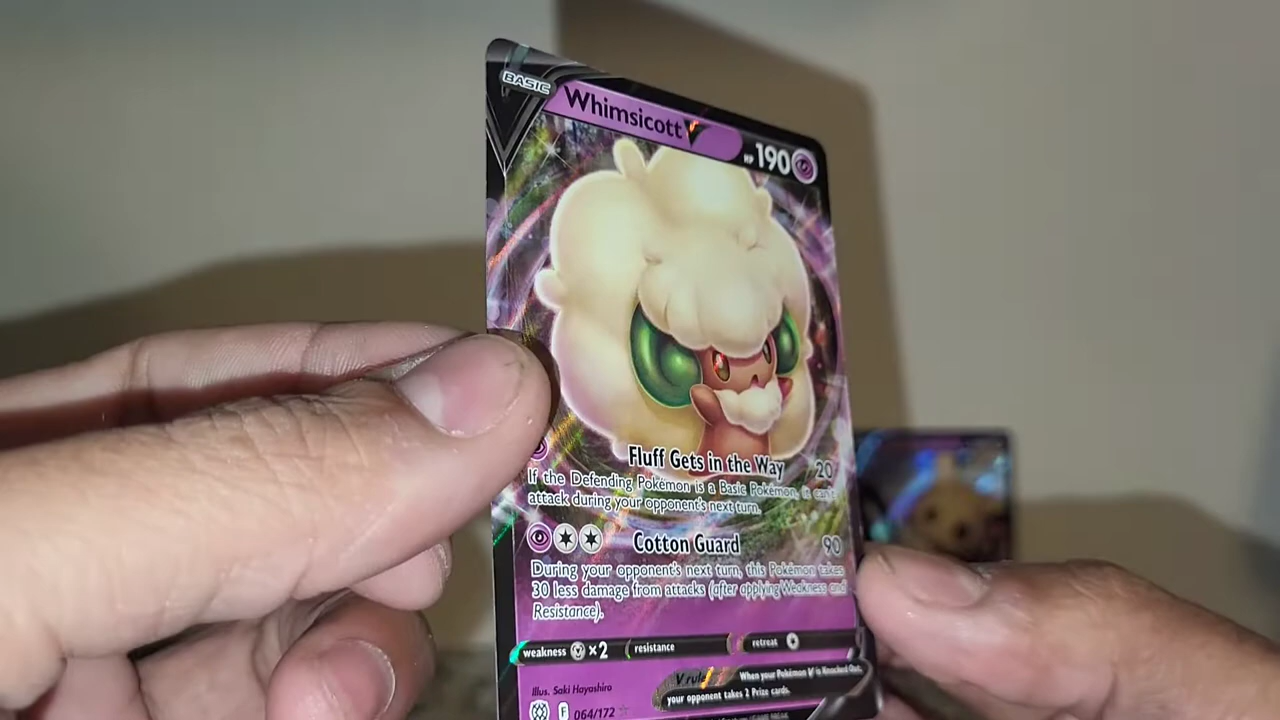 BASIC
Whimsicott V
HP 190
Fluff Gets in the Way 20
If the Defending Pokémon is a Basic Pokémon, it can't
attack during your opponent's next turn.
Cotton Guard 90
During your opponent's next turn, this Pokémon takes
30 less damage from attacks (after applying Weakness and
Resistance).
weakness ×2 resistance retreat
V rule When your Pokémon V is Knocked Out,
your opponent takes 2 Prize cards.
Illus. Saki Hayashiro
F 064/172